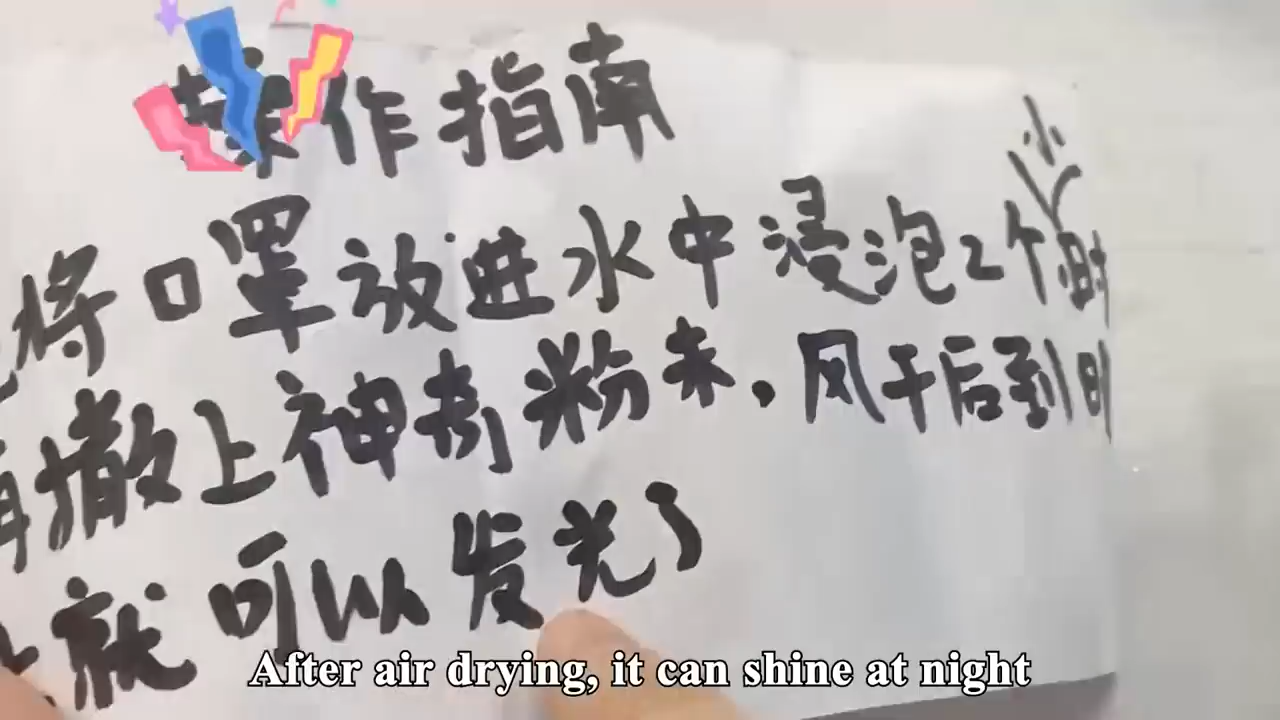 操作指南
将口罩放进水中浸泡2个小时
再撒上神奇粉末,风干后到
就可以发光了
After air drying, it can shine at night